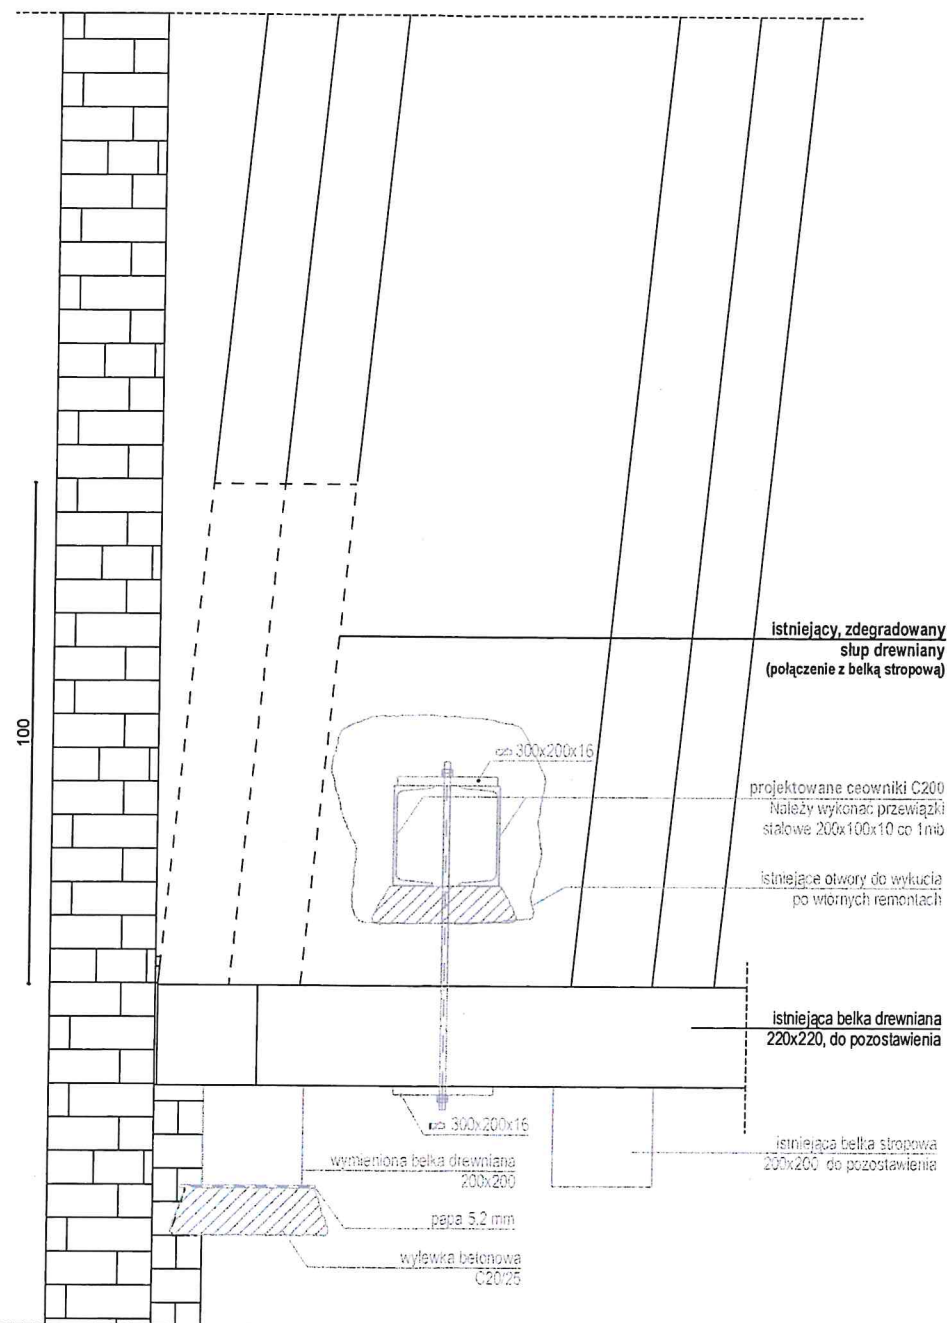 istniejący, zdegradowany
słup drewniany
(połączenie z belką stropową)
100
300x200x16
projektowane ceowniki C200
Należy wykonać przewiązki
stalowe 200x100x10 co 1mb
istniejące otwory do wykucia
po wtórnych remontach
istniejąca belka drewniana
220x220, do pozostawienia
300x200x16
istniejąca belka stropowa
200x200 do pozostawienia
wymieniona belka drewniana
200x200
papa 5,2 mm
wylewka betonowa
C20/25